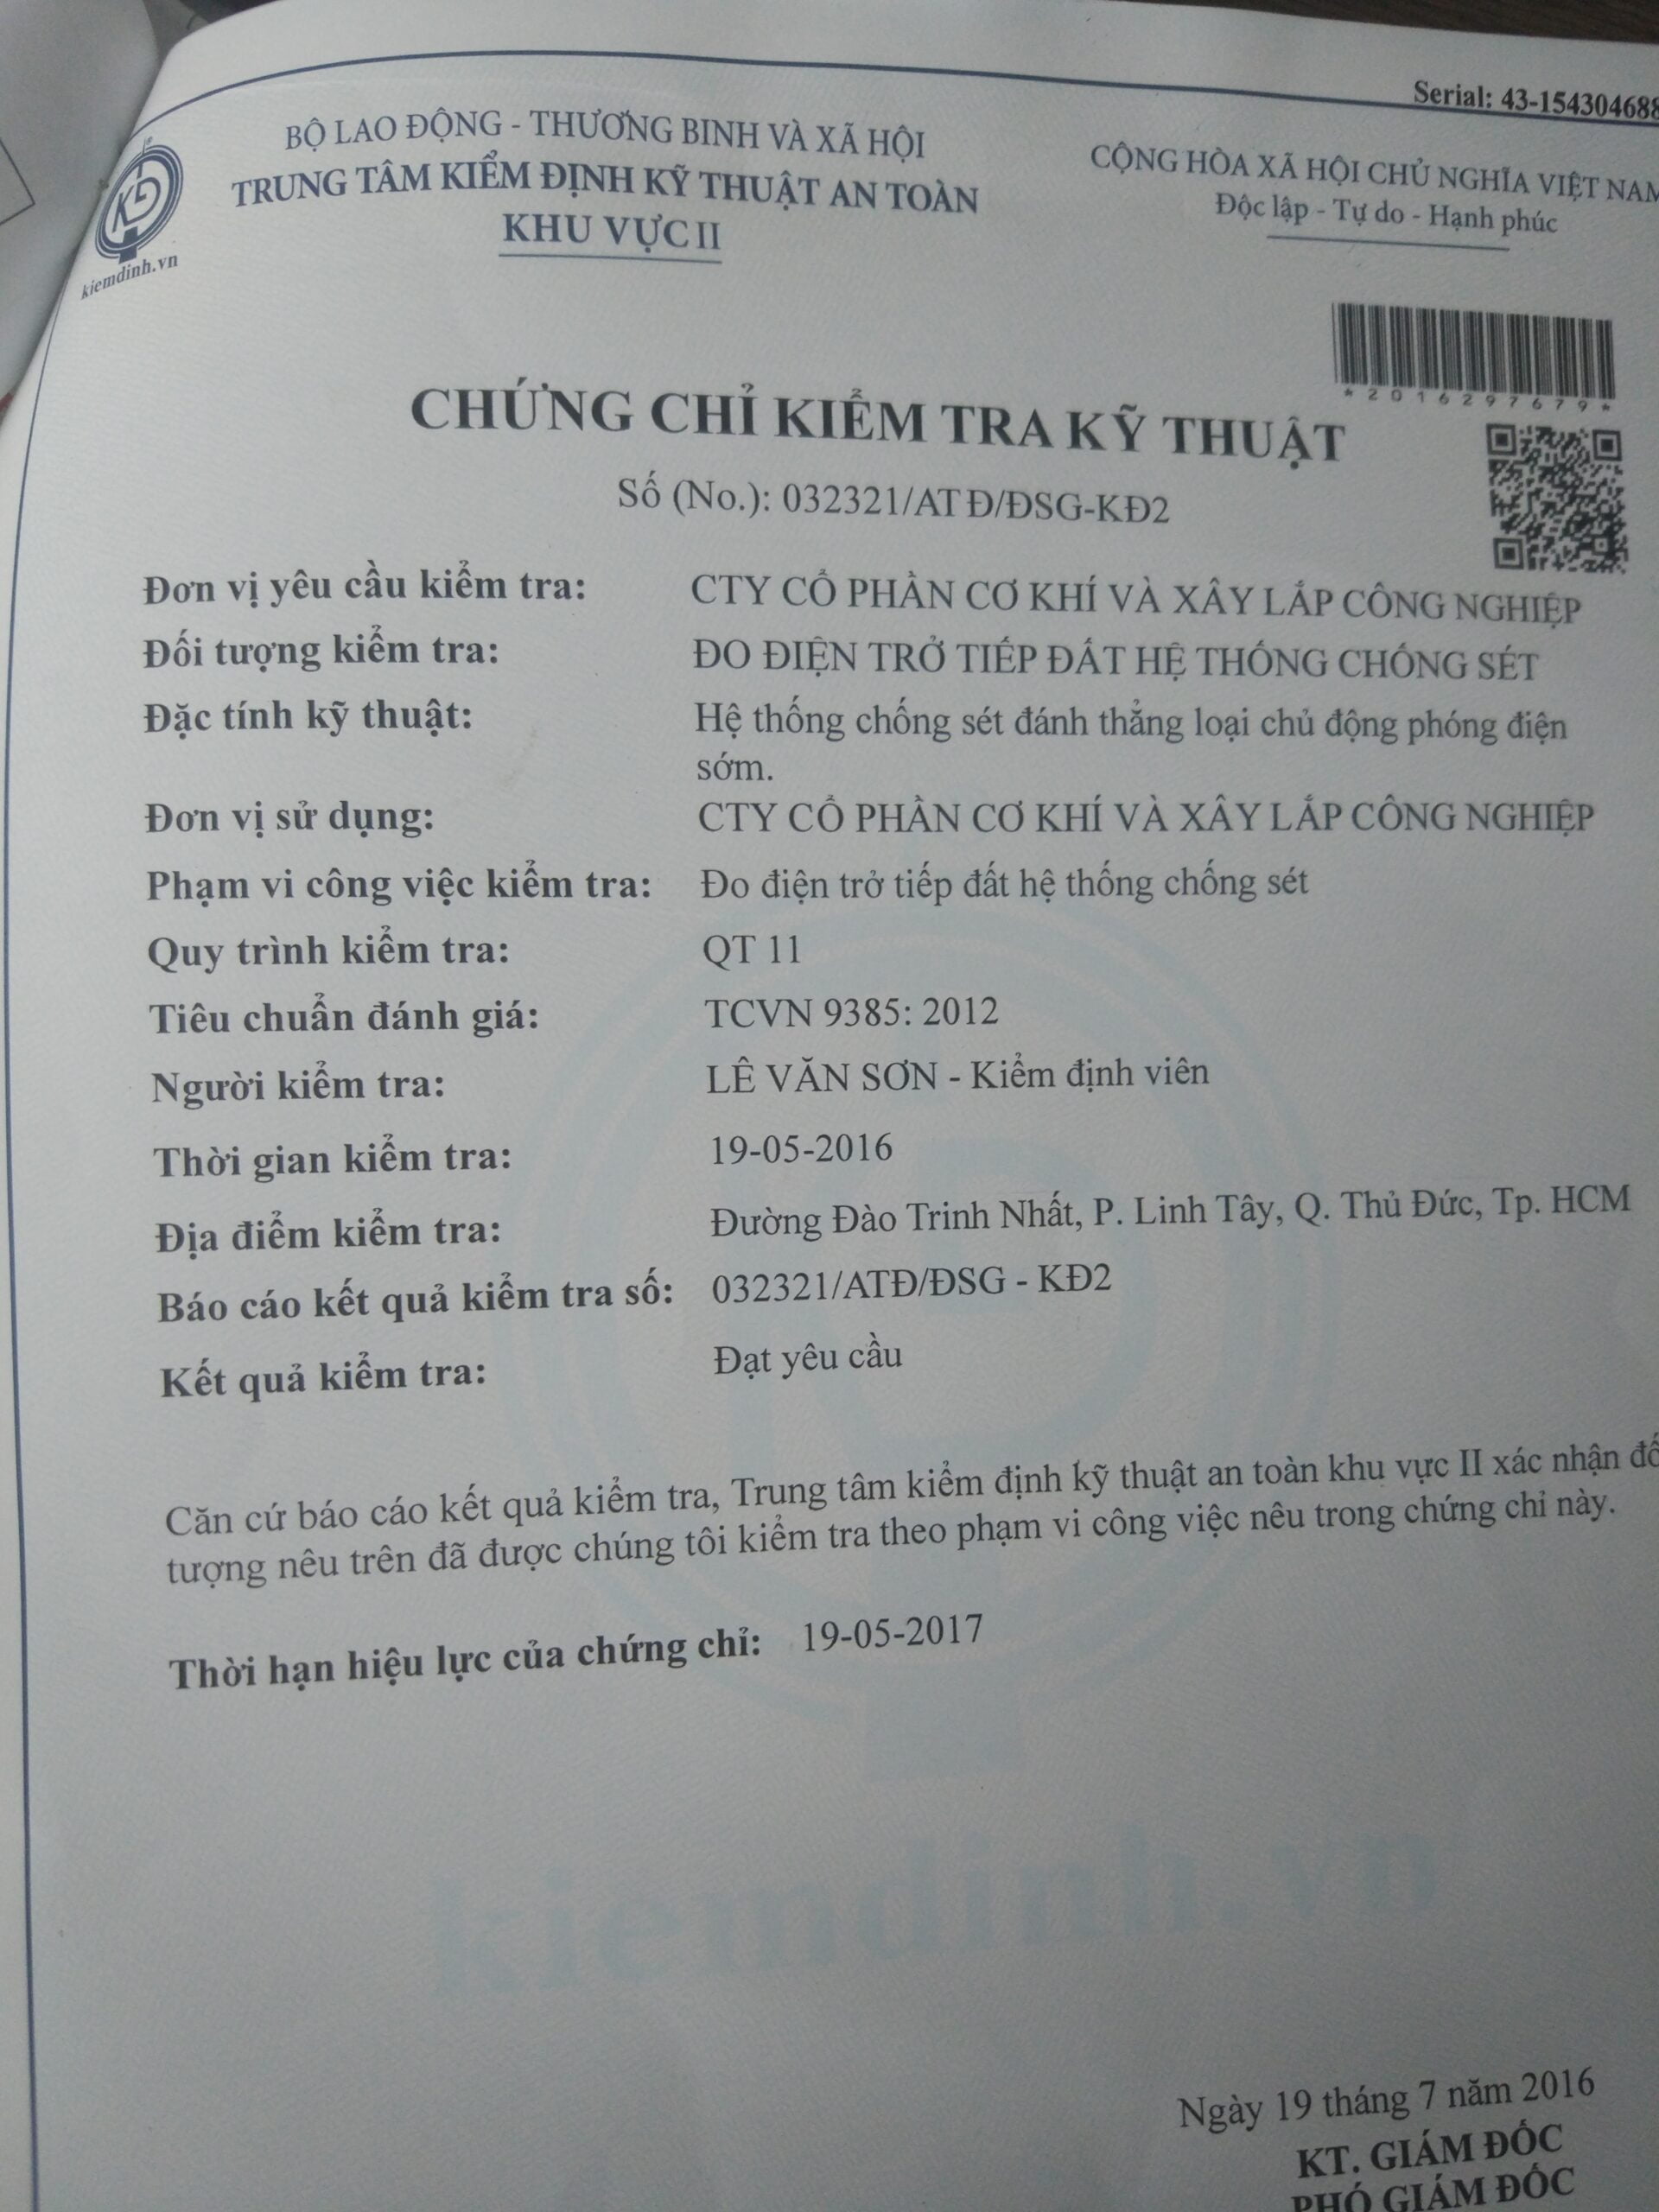 Serial: 43-154304688
BỘ LAO ĐỘNG - THƯƠNG BINH VÀ XÃ HỘI
TRUNG TÂM KIỂM ĐỊNH KỸ THUẬT AN TOÀN
KHU VỰC II
CỘNG HÒA XÃ HỘI CHỦ NGHĨA VIỆT NAM
Độc lập - Tự do - Hạnh phúc
KĐ
kiemdinh.vn
*2016297679*
CHỨNG CHỈ KIỂM TRA KỸ THUẬT
Số (No.): 032321/ATĐ/ĐSG-KĐ2
Đơn vị yêu cầu kiểm tra: CTY CỔ PHẦN CƠ KHÍ VÀ XÂY LẮP CÔNG NGHIỆP
Đối tượng kiểm tra: ĐO ĐIỆN TRỞ TIẾP ĐẤT HỆ THỐNG CHỐNG SÉT
Đặc tính kỹ thuật: Hệ thống chống sét đánh thẳng loại chủ động phóng điện
sớm.
Đơn vị sử dụng: CTY CỔ PHẦN CƠ KHÍ VÀ XÂY LẮP CÔNG NGHIỆP
Phạm vi công việc kiểm tra: Đo điện trở tiếp đất hệ thống chống sét
Quy trình kiểm tra: QT 11
Tiêu chuẩn đánh giá: TCVN 9385: 2012
Người kiểm tra: LÊ VĂN SƠN - Kiểm định viên
Thời gian kiểm tra: 19-05-2016
Địa điểm kiểm tra: Đường Đào Trinh Nhất, P. Linh Tây, Q. Thủ Đức, Tp. HCM
Báo cáo kết quả kiểm tra số: 032321/ATĐ/ĐSG - KĐ2
Kết quả kiểm tra: Đạt yêu cầu
Căn cứ báo cáo kết quả kiểm tra, Trung tâm kiểm định kỹ thuật an toàn khu vực II xác nhận đố
tượng nêu trên đã được chúng tôi kiểm tra theo phạm vi công việc nêu trong chứng chỉ này.
Thời hạn hiệu lực của chứng chỉ: 19-05-2017
kiemdinh.vn
Ngày 19 tháng 7 năm 2016
KT. GIÁM ĐỐC
PHÓ GIÁM ĐỐC